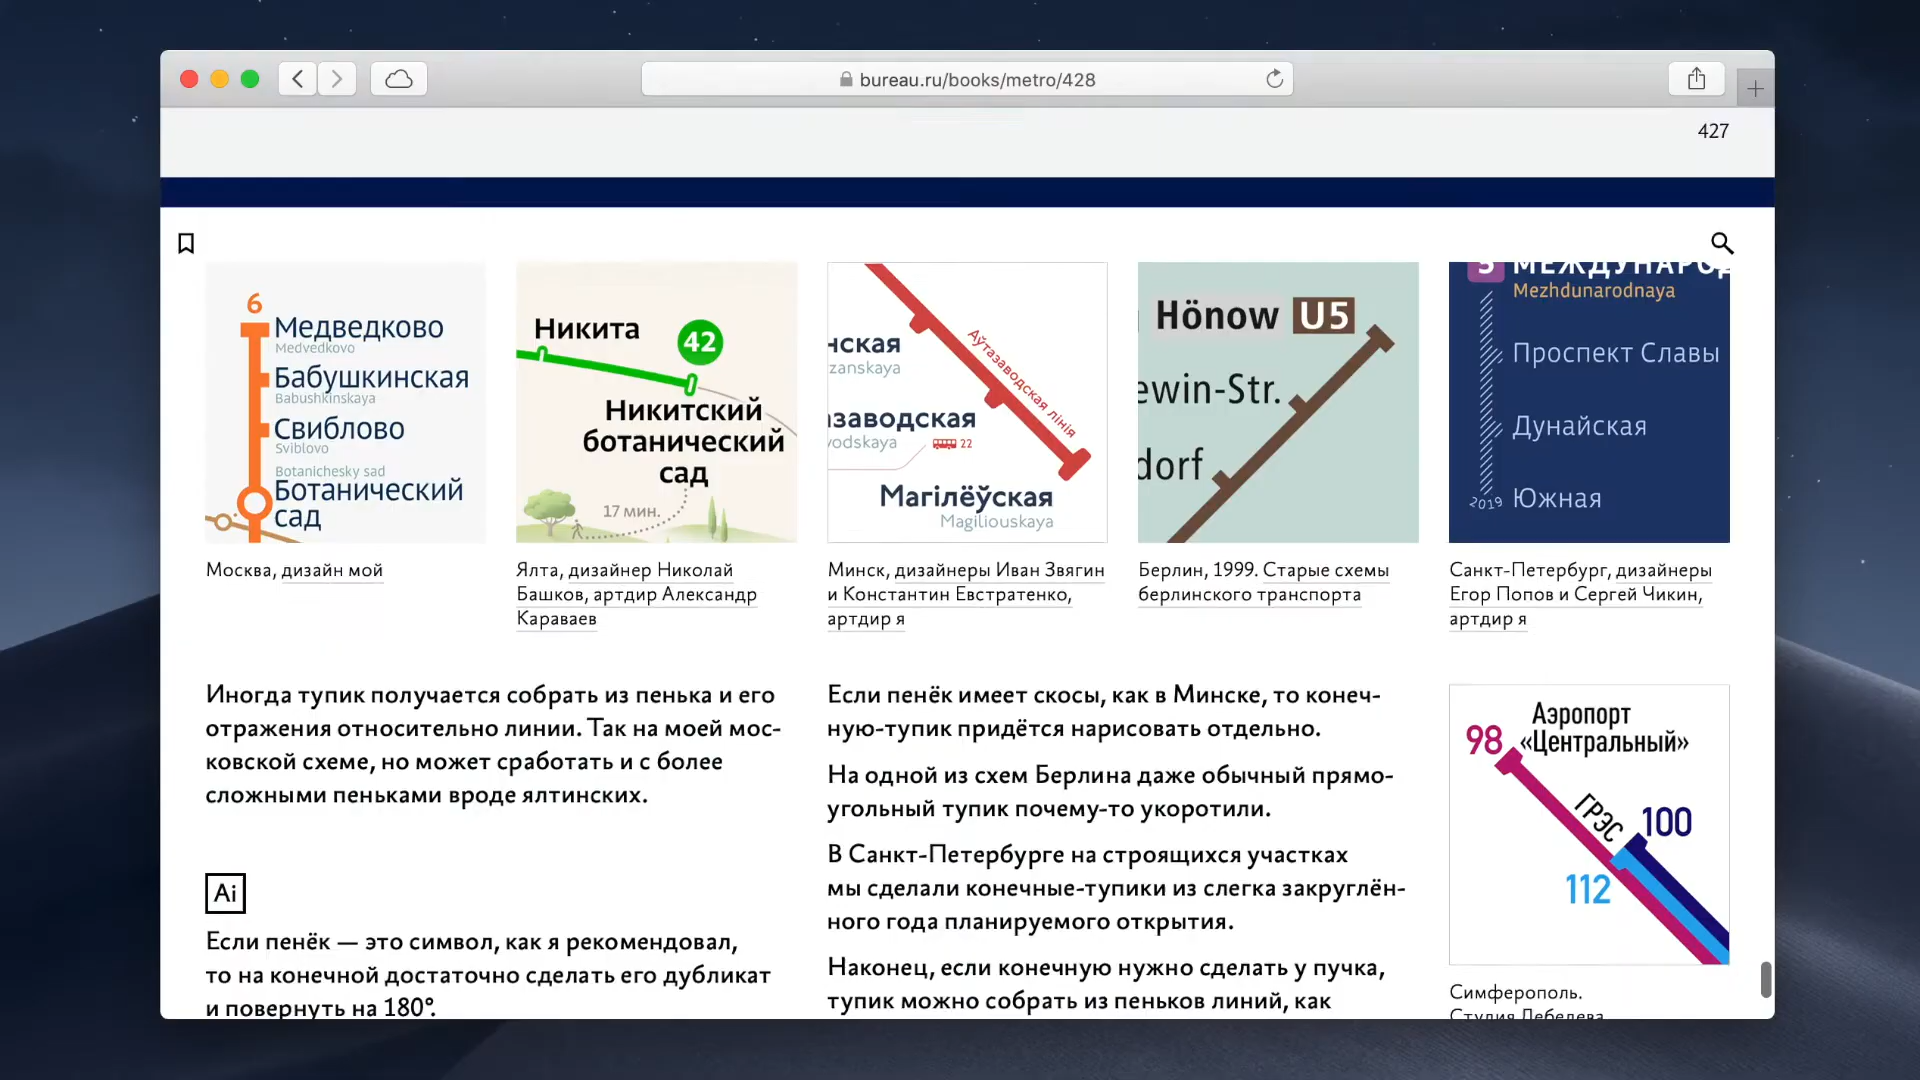 bureau.ru/books/metro/428
427
6
Медведково
Medvedkovo
Бабушкинская
Babushkinskaya
Свиблово
Sviblovo
Botanichesky sad
Ботанический
сад
Никита
42
Никитский
ботанический
сад
17 мин.
нская
zanskaya
азаводская
vodskaya
22
Аўтазаводская лінія
Магілёўская
Magiliouskaya
Hönow U5
ewin-Str.
dorf
Mezhdunarodnaya
Проспект Славы
Дунайская
2019 Южная
Москва, дизайн мой
Ялта, дизайнер Николай
Башков, артдир Александр
Караваев
Минск, дизайнеры Иван Звягин
и Константин Евстратенко,
артдир я
Берлин, 1999. Старые схемы
берлинского транспорта
Санкт-Петербург, дизайнеры
Егор Попов и Сергей Чикин,
артдир я
Иногда тупик получается собрать из пенька и его
отражения относительно линии. Так на моей мос-
ковской схеме, но может сработать и с более
сложными пеньками вроде ялтинских.
Ai
Если пенёк — это символ, как я рекомендовал,
то на конечной достаточно сделать его дубликат
и повернуть на 180°.
Если пенёк имеет скосы, как в Минске, то конеч-
ную-тупик придётся нарисовать отдельно.
На одной из схем Берлина даже обычный прямо-
угольный тупик почему-то укоротили.
В Санкт-Петербурге на строящихся участках
мы сделали конечные-тупики из слегка закруглён-
ного года планируемого открытия.
Наконец, если конечную нужно сделать у пучка,
тупик можно собрать из пеньков линий, как
Аэропорт
98 «Центральный»
ГРЭС
100
112
Симферополь.
Студия Лебедева